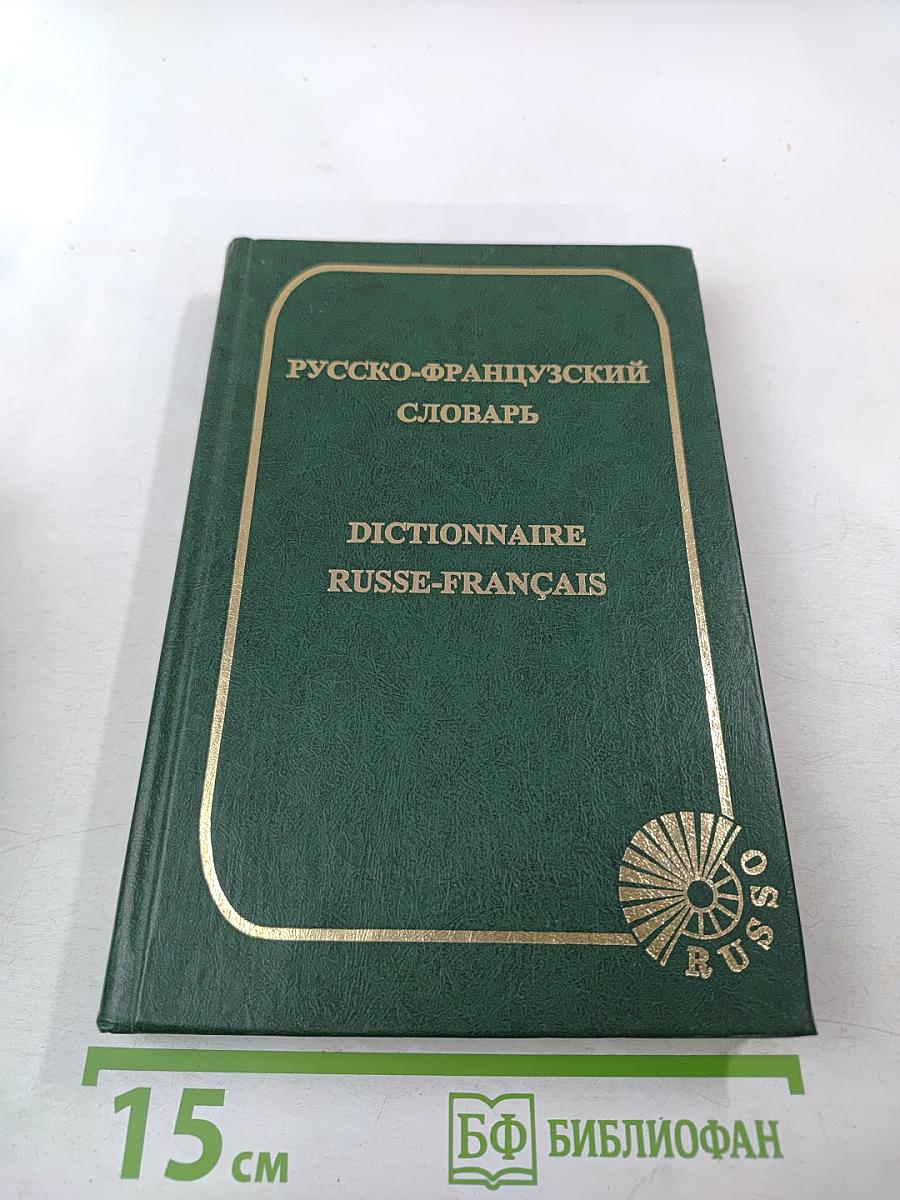 РУССКО-ФРАНЦУЗСКИЙ
СЛОВАРЬ
DICTIONNAIRE
RUSSE-FRANÇAIS
RUSSO
15 см
БФ БИБЛИОФАН